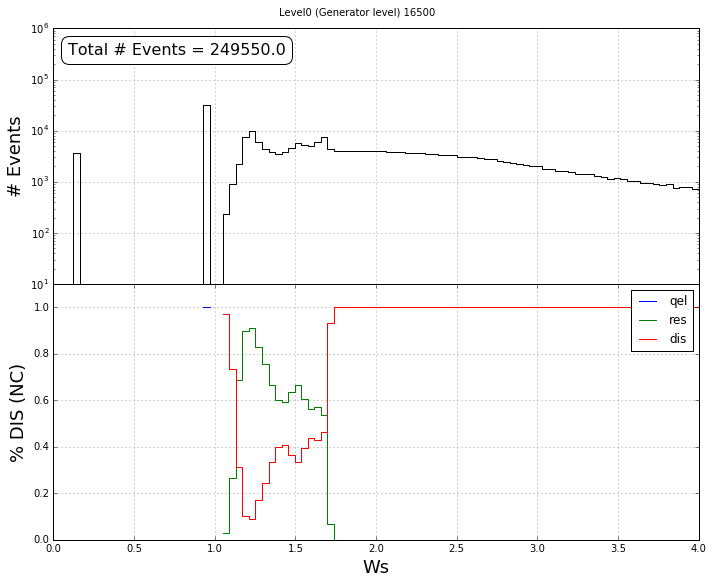 Level0 (Generator level) 16500
Total # Events = 249550.0
# Events
10^6
10^5
10^4
10^3
10^2
10^1
% DIS (NC)
1.0
0.8
0.6
0.4
0.2
0.0
qel
res
dis
0.0 0.5 1.0 1.5 2.0 2.5 3.0 3.5 4.0
Ws